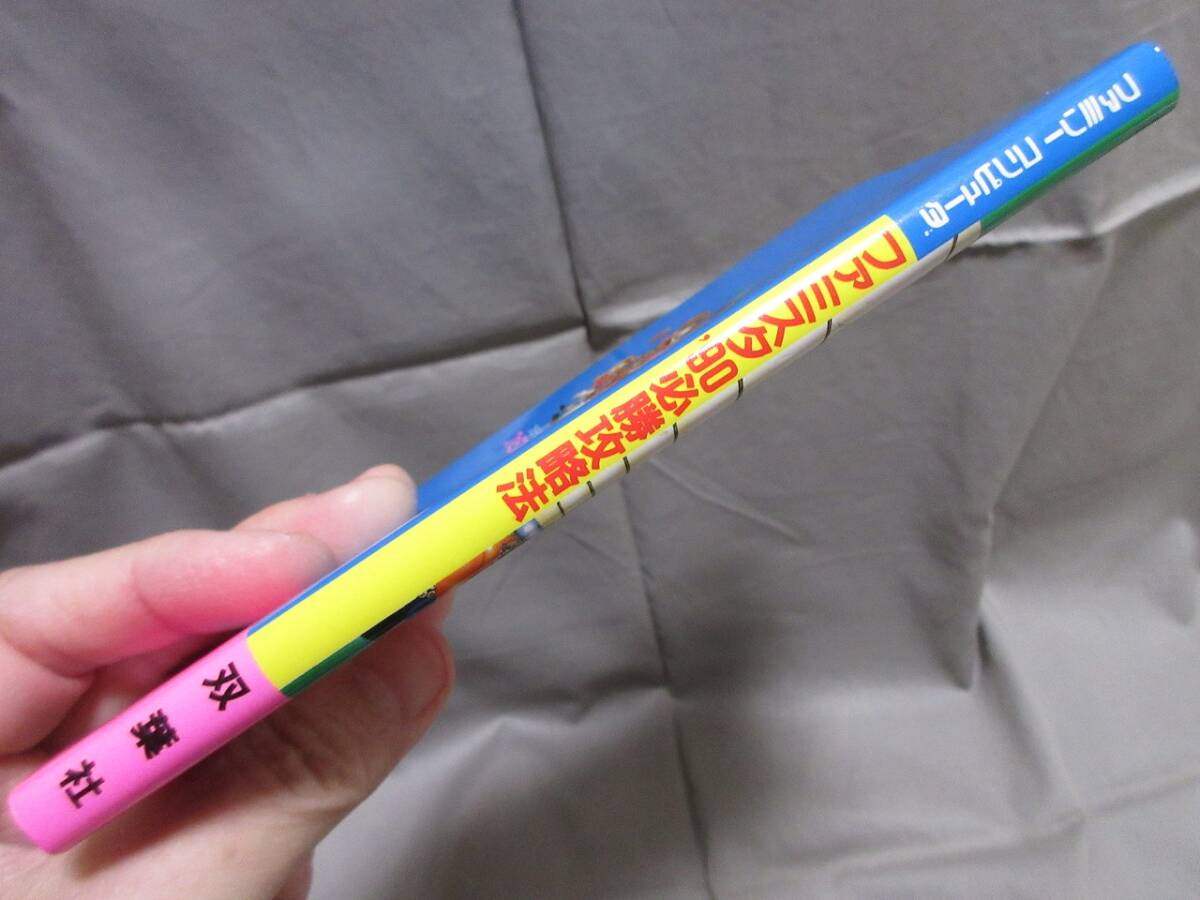 ファミリー コンピュータ
ファミスタ'90必勝攻略法
双葉社